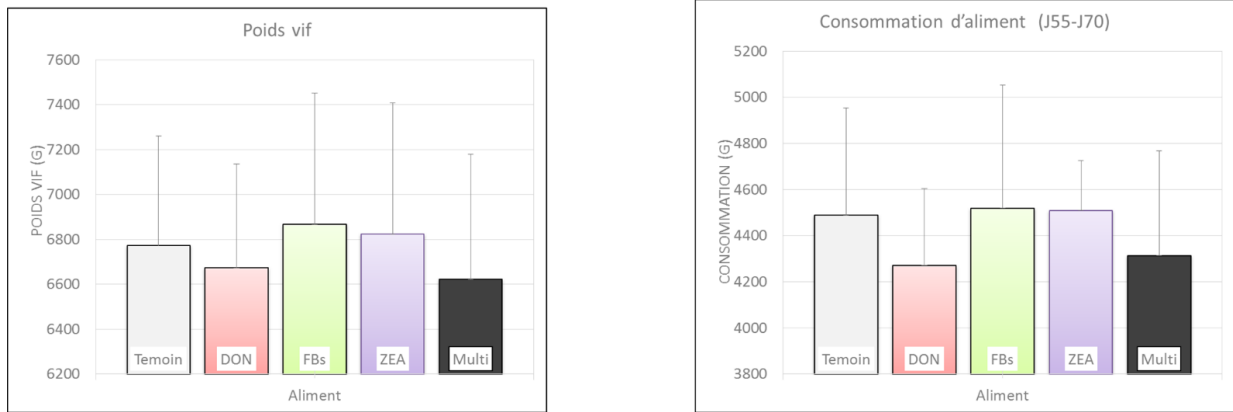 Poids vif
7600
7400
7200
7000
6800
6600
6400
6200
POIDS VIF (G)
Temoin DON FBs ZEA Multi
Aliment
Consommation d'aliment (J55-J70)
5200
5000
4800
4600
4400
4200
4000
3800
CONSOMMATION (G)
Temoin DON FBs ZEA Multi
Aliment